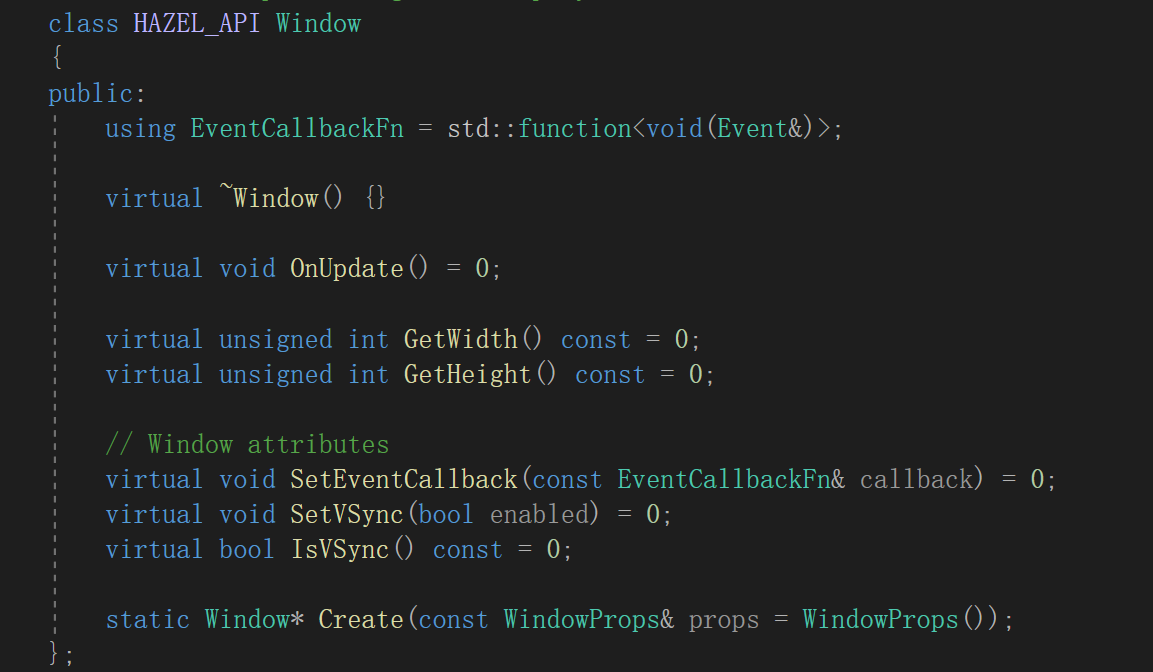 class HAZEL_API Window
{
public:
using EventCallbackFn = std::function<void(Event&)>;
virtual ~Window() {}
virtual void OnUpdate() = 0;
virtual unsigned int GetWidth() const = 0;
virtual unsigned int GetHeight() const = 0;
// Window attributes
virtual void SetEventCallback(const EventCallbackFn& callback) = 0;
virtual void SetVSync(bool enabled) = 0;
virtual bool IsVSync() const = 0;
static Window* Create(const WindowProps& props = WindowProps());
};